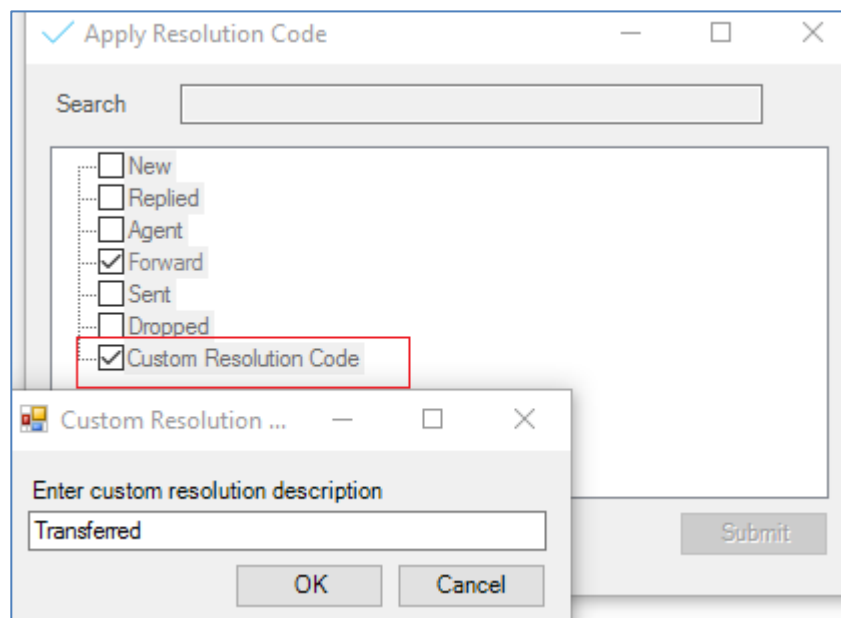 Apply Resolution Code
Search
New
Replied
Agent
Forward
Sent
Dropped
Custom Resolution Code
Custom Resolution ...
Enter custom resolution description
Transferred
Submit
OK
Cancel